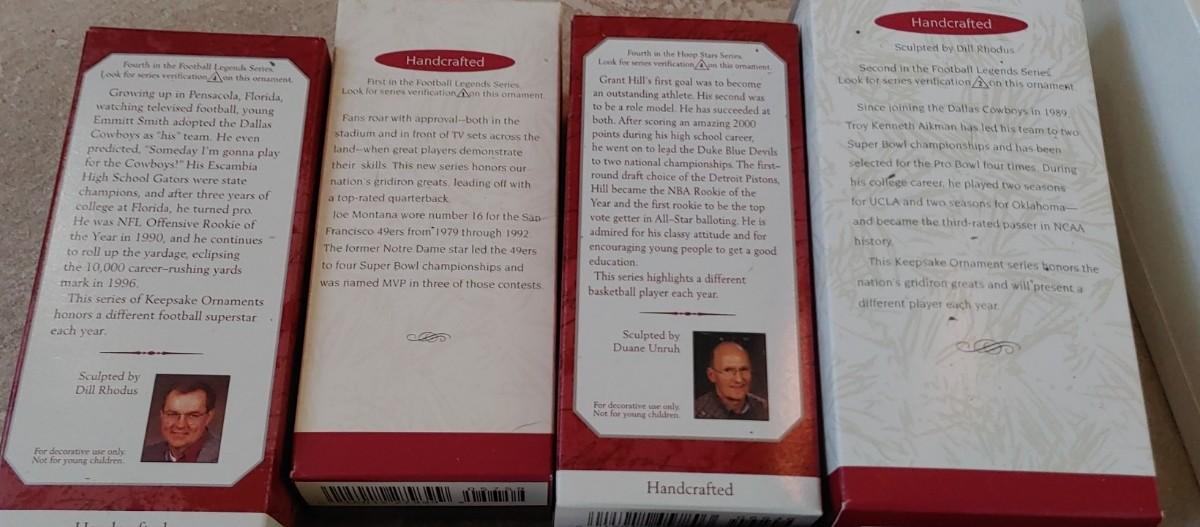 Fourth in the Football Legends Series.
Look for series verification 4 on this ornament.
Growing up in Pensacola, Florida,
watching televised football, young
Emmitt Smith adopted the Dallas
Cowboys as "his" team. He even
predicted, "Someday I'm gonna play
for the Cowboys!" His Escambia
High School Gators were state
champions, and after three years of
college at Florida, he turned pro.
He was NFL Offensive Rookie of
the Year in 1990, and he continues
to roll up the yardage, eclipsing
the 10,000 career-rushing yards
mark in 1996.
This series of Keepsake Ornaments
honors a different football superstar
each year.
Sculpted by
Dill Rhodus
For decorative use only.
Not for young children.
Handcrafted
First in the Football Legends Series.
Look for series verification 1 on this ornament.
Fans roar with approval—both in the
stadium and in front of TV sets across the
land—when great players demonstrate
their skills. This new series honors our
nation's gridiron greats, leading off with
a top-rated quarterback.
Joe Montana wore number 16 for the San
Francisco 49ers from 1979 through 1992.
The former Notre Dame star led the 49ers
to four Super Bowl championships and
was named MVP in three of those contests.
Fourth in the Hoop Stars Series.
Look for series verification 4 on this ornament.
Grant Hill's first goal was to become
an outstanding athlete. His second was
to be a role model. He has succeeded at
both. After scoring an amazing 2000
points during his high school career,
he went on to lead the Duke Blue Devils
to two national championships. The first-
round draft choice of the Detroit Pistons,
Hill became the NBA Rookie of the
Year and the first rookie to be the top
vote getter in All-Star balloting. He is
admired for his classy attitude and for
encouraging young people to get a good
education.
This series highlights a different
basketball player each year.
Sculpted by
Duane Unruh
For decorative use only.
Not for young children.
Handcrafted
Handcrafted
Sculpted by Dill Rhodus
Second in the Football Legends Series.
Look for series verification 2 on this ornament.
Since joining the Dallas Cowboys in 1989,
Troy Kenneth Aikman has led his team to two
Super Bowl championships and has been
selected for the Pro Bowl four times. During
his college career, he played two seasons
for UCLA and two seasons for Oklahoma—
and became the third-rated passer in NCAA
history.
This Keepsake Ornament series honors the
nation's gridiron greats and will present a
different player each year.